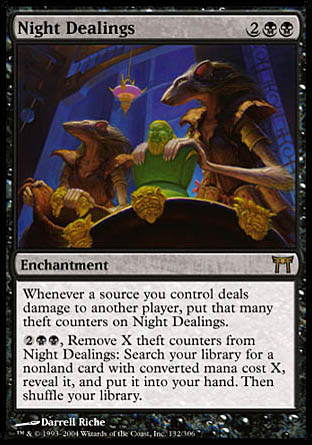 Night Dealings 2
Enchantment
Whenever a source you control deals
damage to another player, put that many
theft counters on Night Dealings.
2, Remove X theft counters from
Night Dealings: Search your library for a
nonland card with converted mana cost X,
reveal it, and put it into your hand. Then
shuffle your library.
Darrell Riche
™ & © 1993–2004 Wizards of the Coast, Inc. 132/306